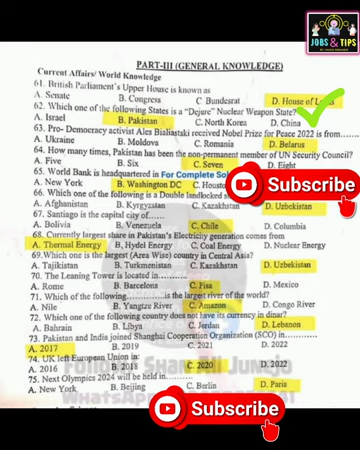 JOBS & TIPS
PART-III (GENERAL KNOWLEDGE)
Current Affairs/ World Knowledge
61. British Parliament's Upper House is known as
A. Senate B. Congress C. Bundesrat D. House of
62. Which one of the following States is a "Dejure" Nuclear Weapon State?
A. Israel B. Pakistan C. North Korea D. China
63. Pro- Democracy activist Ales Bialiatski received Nobel Prize for Peace 2022 is from......
A. Ukraine B. Moldova C. Romania D. Belarus
64. How many times, Pakistan has been the non-permanent member of UN Security Council?
A. Five B. Six C. Seven D. Eight
65. World Bank is headquartered in For Complete
A. New York B. Washington DC C. Houston
Subscribe
66. Which one of the following is a Double landlocked
A. Afghanistan B. Kyrgyzstan C. Kazakhstan D. Uzbekistan
67. Santiago is the capital city of......
A. Bolivia B. Venezuela C. Chile D. Columbia
68. Currently largest share in Pakistan's Electricity generation comes from
A. Thermal Energy B, Hydel Energy C. Coal Energy D. Nuclear Energy
69.Which one is the largest (Area Wise) country in Central Asia?
A. Tajikistan B. Turkmenistan C. Kazakhstan D. Uzbekistan
70. The Leaning Tower is located in..........
A. Rome B. Barcelona C. Pisa D. Mexico
71. Which of the following..................is the largest river of the world?
A. Nile B. Yangtze River C. Amazon D. Congo River
72. Which one of the following country does not have its currency in dinar?
A. Bahrain B. Libya C. Jordan D. Lebanon
73. Pakistan and India joined Shanghai Cooperation Organization (SCO) in............
A. 2017 B. 2019 C. 2021 D. 2022
74. UK left European Union in:
A. 2016 B. 2018 C. 2020 D. 2022
75. Next Olympics 2024 will be held in..........
A. New York B. Beijing C. Berlin D. Paris
Subscribe